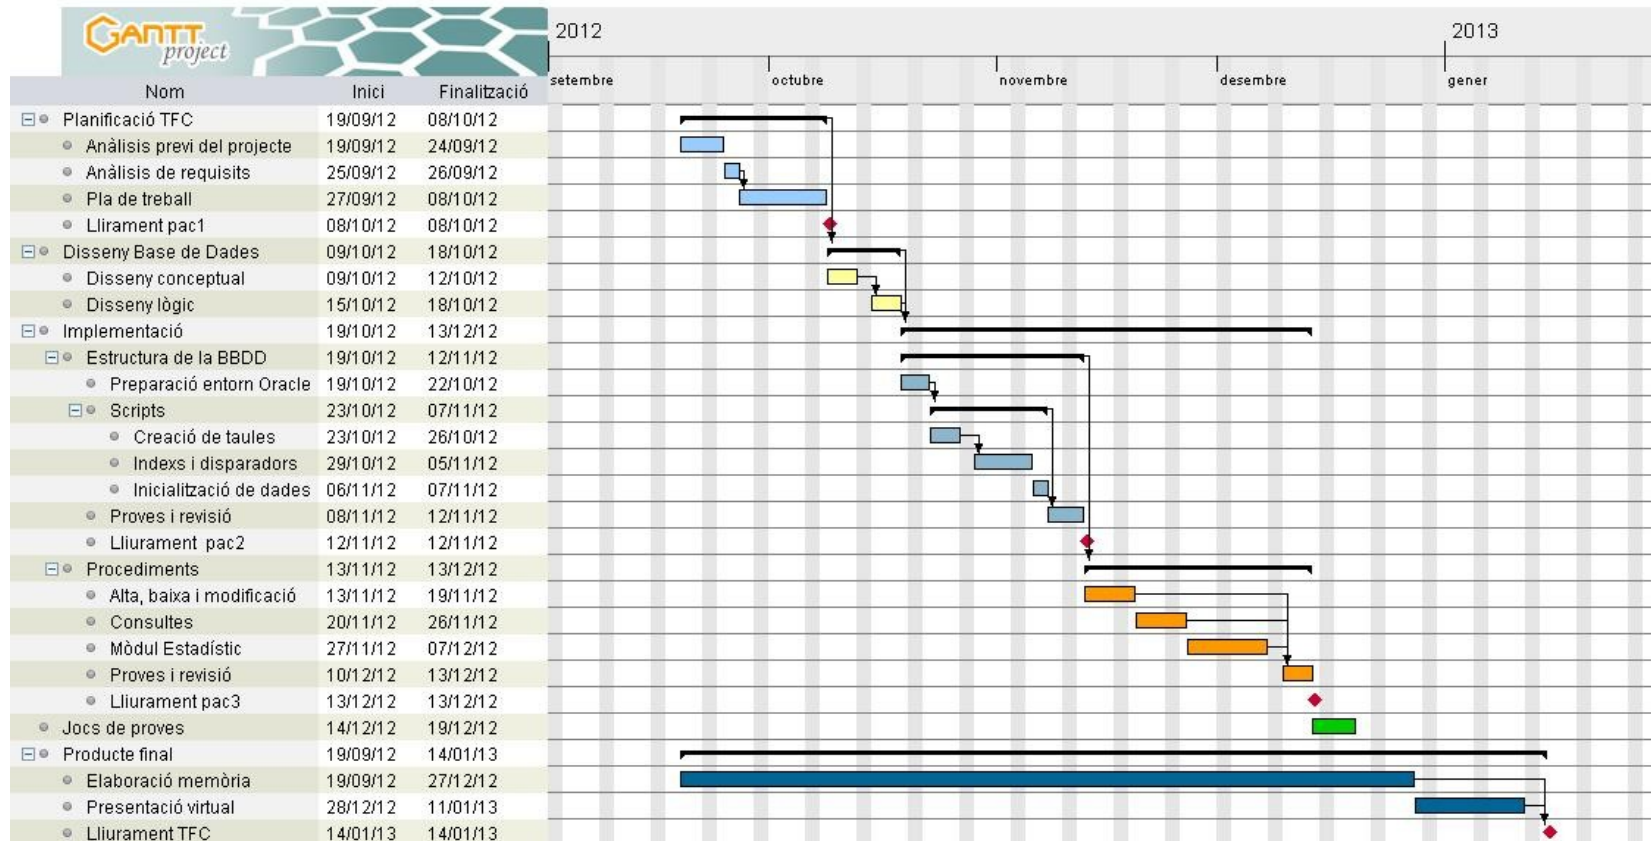 GANTT project
2012
2013
setembre octubre novembre desembre gener
Nom Inici Finalització
Planificació TFC 19/09/12 08/10/12
Anàlisis previ del projecte 19/09/12 24/09/12
Anàlisis de requisits 25/09/12 26/09/12
Pla de treball 27/09/12 08/10/12
Llirament pac1 08/10/12 08/10/12
Disseny Base de Dades 09/10/12 18/10/12
Disseny conceptual 09/10/12 12/10/12
Disseny lògic 15/10/12 18/10/12
Implementació 19/10/12 13/12/12
Estructura de la BBDD 19/10/12 12/11/12
Preparació entorn Oracle 19/10/12 22/10/12
Scripts 23/10/12 07/11/12
Creació de taules 23/10/12 26/10/12
Indexs i disparadors 29/10/12 05/11/12
Inicialització de dades 06/11/12 07/11/12
Proves i revisió 08/11/12 12/11/12
Lliurament pac2 12/11/12 12/11/12
Procediments 13/11/12 13/12/12
Alta, baixa i modificació 13/11/12 19/11/12
Consultes 20/11/12 26/11/12
Mòdul Estadístic 27/11/12 07/12/12
Proves i revisió 10/12/12 13/12/12
Lliurament pac3 13/12/12 13/12/12
Jocs de proves 14/12/12 19/12/12
Producte final 19/09/12 14/01/13
Elaboració memòria 19/09/12 27/12/12
Presentació virtual 28/12/12 11/01/13
Lliurament TFC 14/01/13 14/01/13